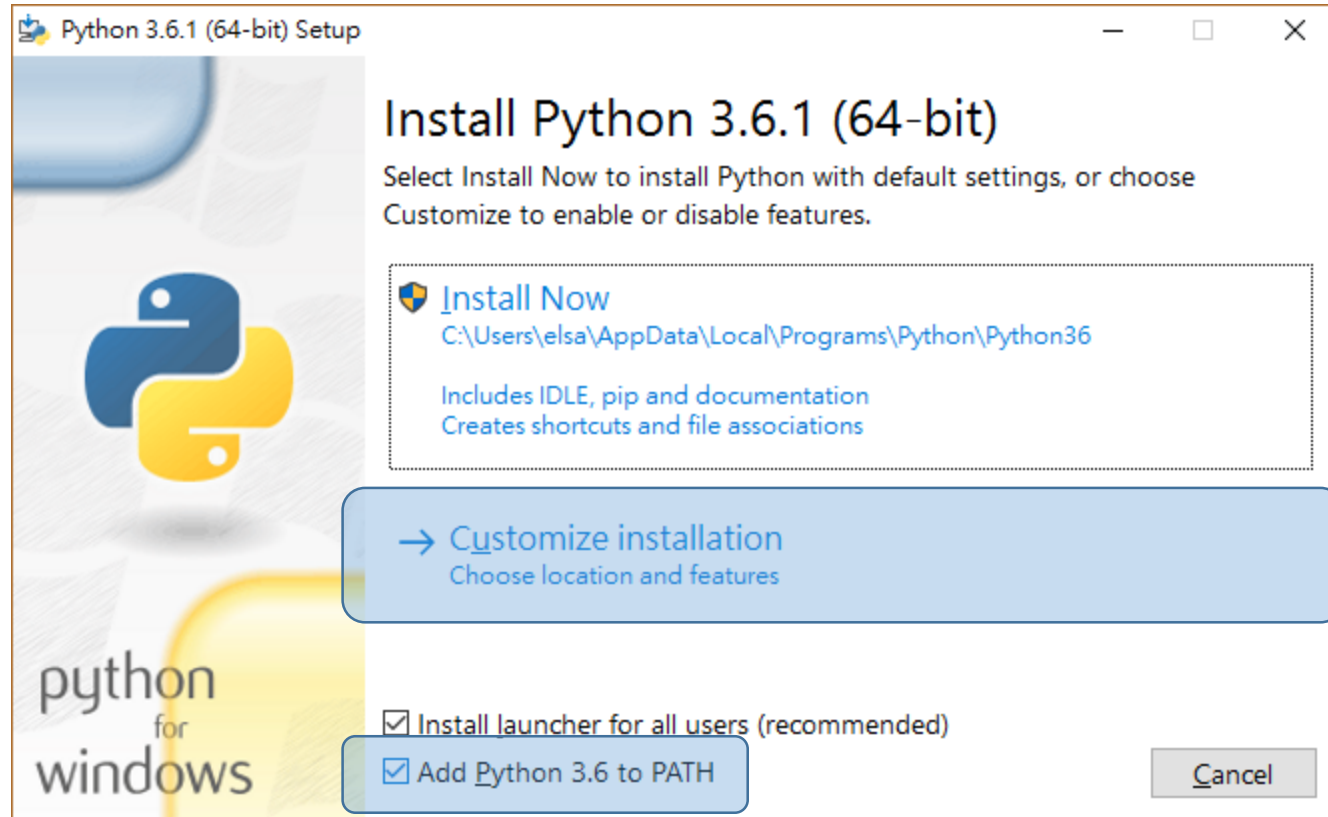 Python 3.6.1 (64-bit) Setup
Install Python 3.6.1 (64-bit)
Select Install Now to install Python with default settings, or choose
Customize to enable or disable features.
Install Now
C:\Users\elsa\AppData\Local\Programs\Python\Python36
Includes IDLE, pip and documentation
Creates shortcuts and file associations
Customize installation
Choose location and features
python
for
windows
Install launcher for all users (recommended)
Add Python 3.6 to PATH
Cancel